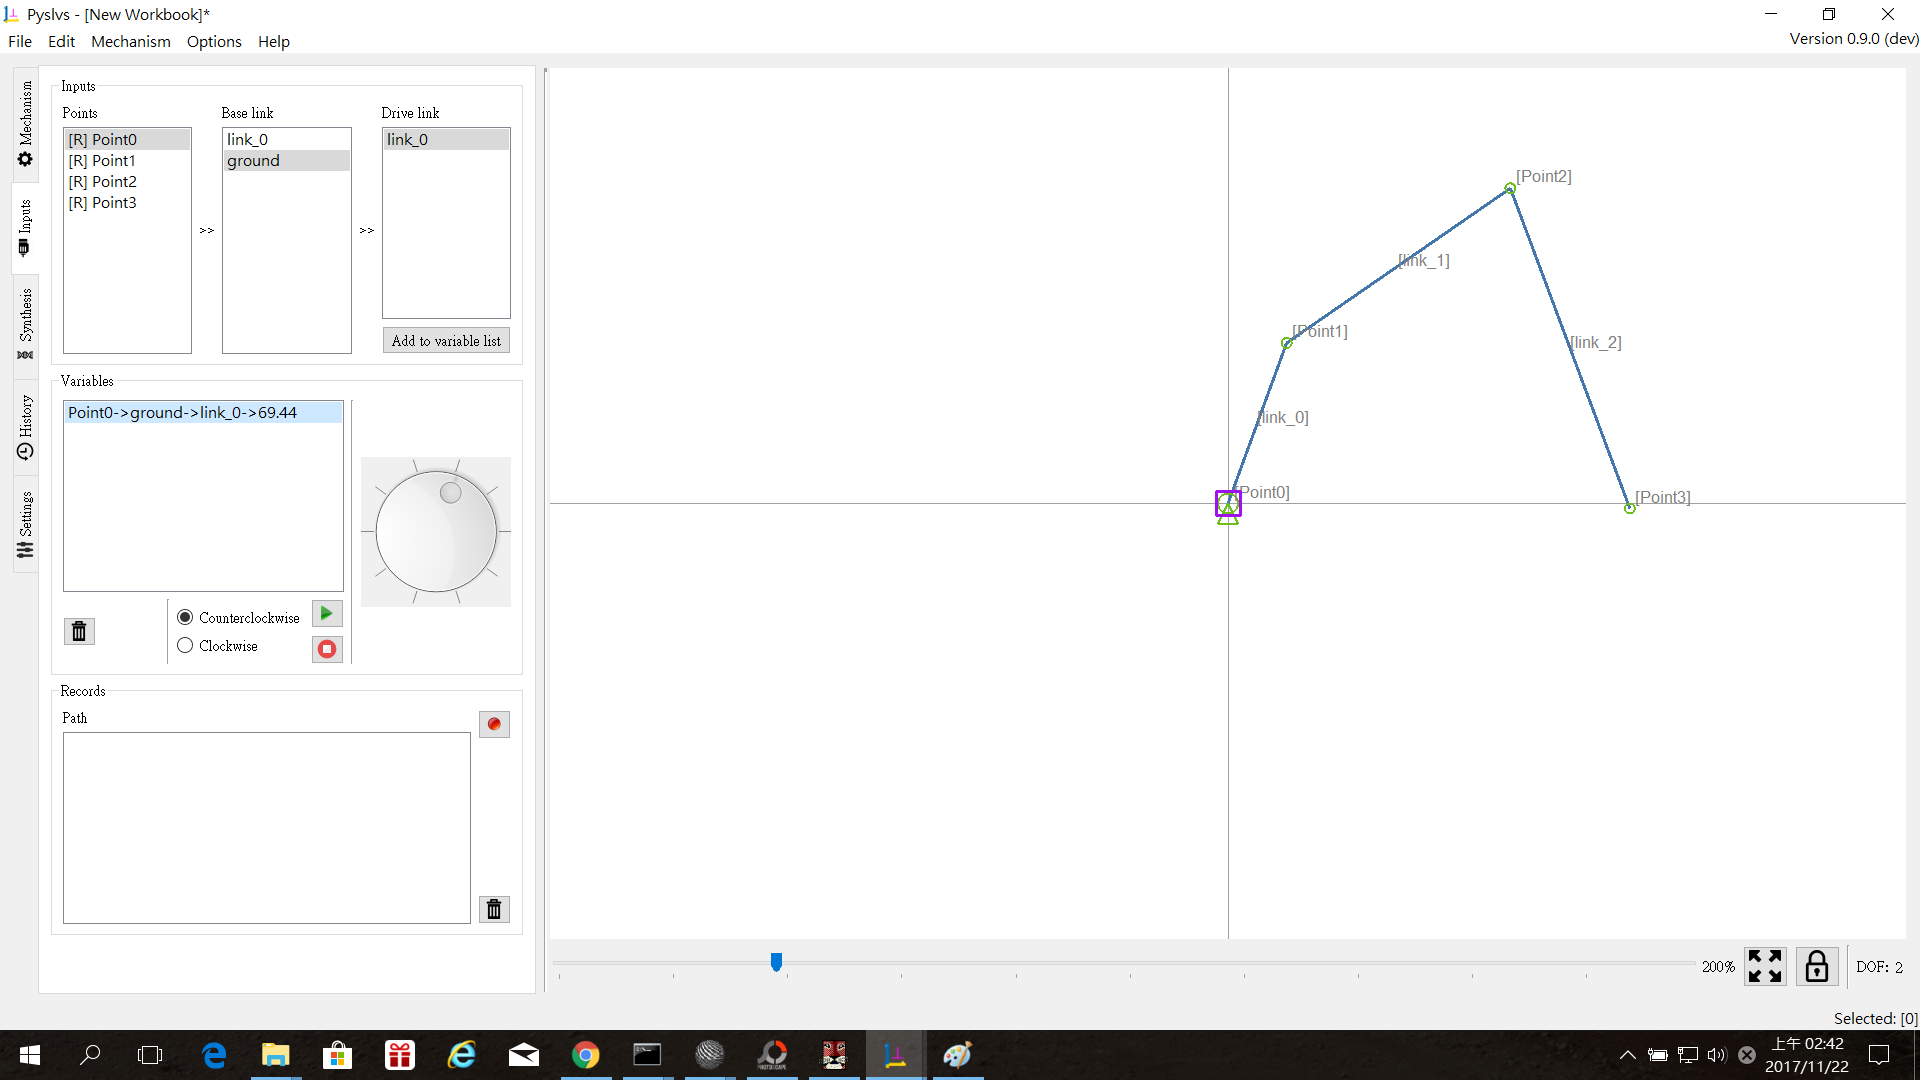 Pyslvs - [New Workbook]*
File Edit Mechanism Options Help
Version 0.9.0 (dev)
Mechanism
Inputs
Synthesis
History
Settings
Inputs
Points
[R] Point0
[R] Point1
[R] Point2
[R] Point3
>>
Base link
link_0
ground
>>
Drive link
link_0
Add to variable list
Variables
Point0->ground->link_0->69.44
Counterclockwise
Clockwise
Records
Path
[Point2]
[link_1]
[Point1]
[link_2]
[link_0]
[Point0]
[Point3]
200%
DOF: 2
Selected: [0]
PHOTOSCAPE
上午 02:42
2017/11/22